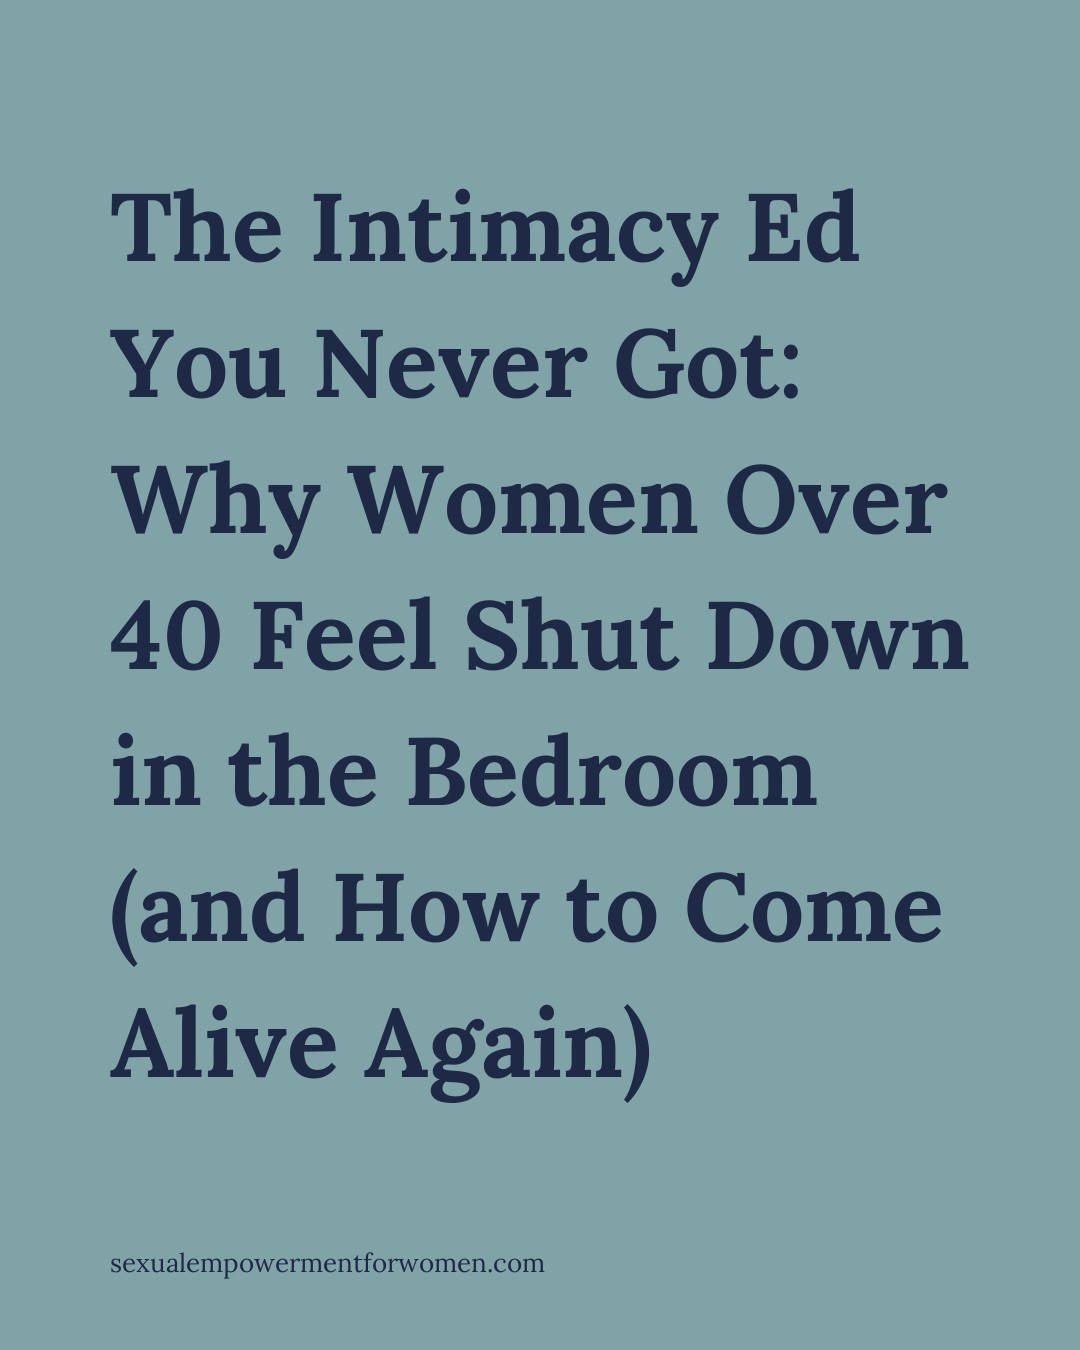 The Intimacy Ed
You Never Got:
Why Women Over
40 Feel Shut Down
in the Bedroom
(and How to Come
Alive Again)
sexualempowermentforwomen.com